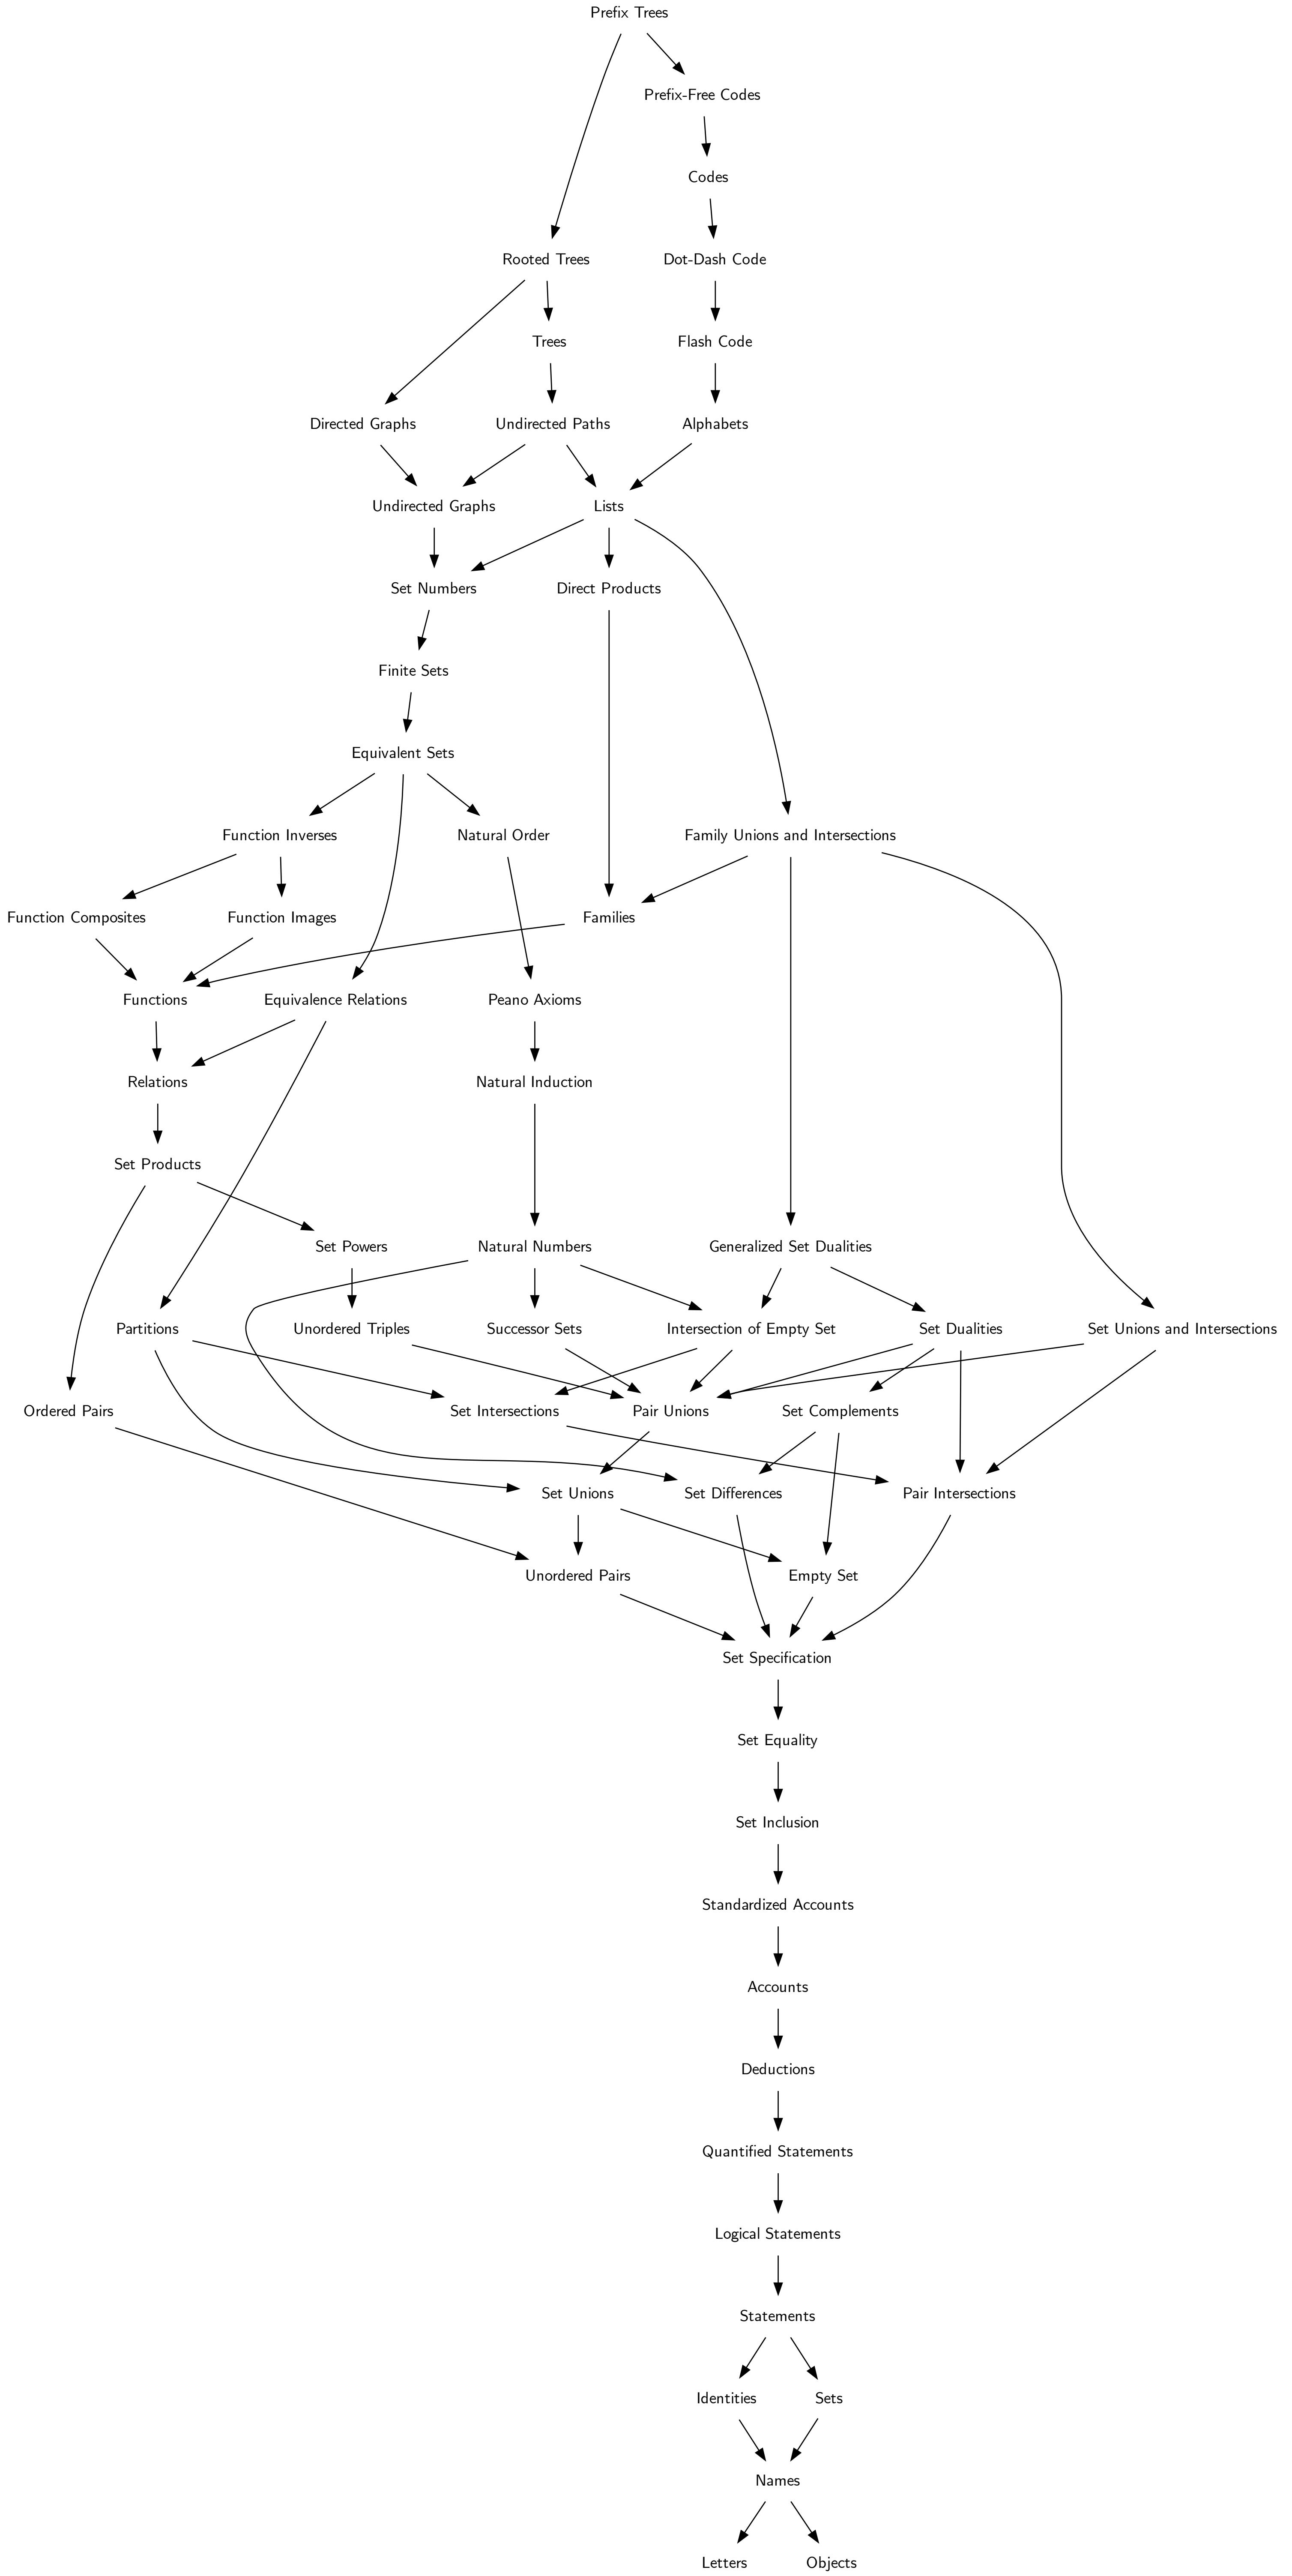 Prefix Trees
Prefix-Free Codes
Codes
Rooted Trees
Dot-Dash Code
Trees
Flash Code
Directed Graphs
Undirected Paths
Alphabets
Undirected Graphs
Lists
Set Numbers
Direct Products
Finite Sets
Equivalent Sets
Function Inverses
Natural Order
Family Unions and Intersections
Function Composites
Function Images
Families
Functions
Equivalence Relations
Peano Axioms
Relations
Natural Induction
Set Products
Set Powers
Natural Numbers
Generalized Set Dualities
Partitions
Unordered Triples
Successor Sets
Intersection of Empty Set
Set Dualities
Set Unions and Intersections
Ordered Pairs
Set Intersections
Pair Unions
Set Complements
Set Unions
Set Differences
Pair Intersections
Unordered Pairs
Empty Set
Set Specification
Set Equality
Set Inclusion
Standardized Accounts
Accounts
Deductions
Quantified Statements
Logical Statements
Statements
Identities
Sets
Names
Letters
Objects